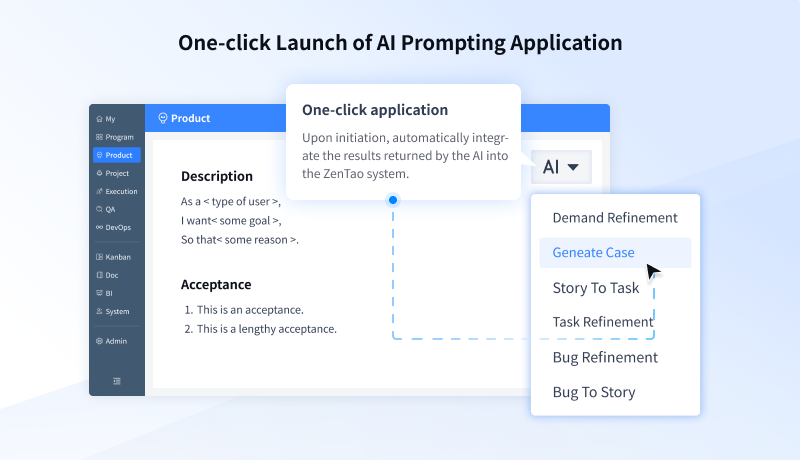 One-click Launch of AI Prompting Application
My
Program
Product
Project
Execution
QA
DevOps
Kanban
Doc
BI
System
Admin
Product
One-click application
Upon initiation, automatically integr-
ate the results returned by the AI into
the ZenTao system.
Description
As a < type of user >,
I want< some goal >,
So that< some reason >.
Acceptance
1. This is an acceptance.
2. This is a lengthy acceptance.
AI
Demand Refinement
Geneate Case
Story To Task
Task Refinement
Bug Refinement
Bug To Story